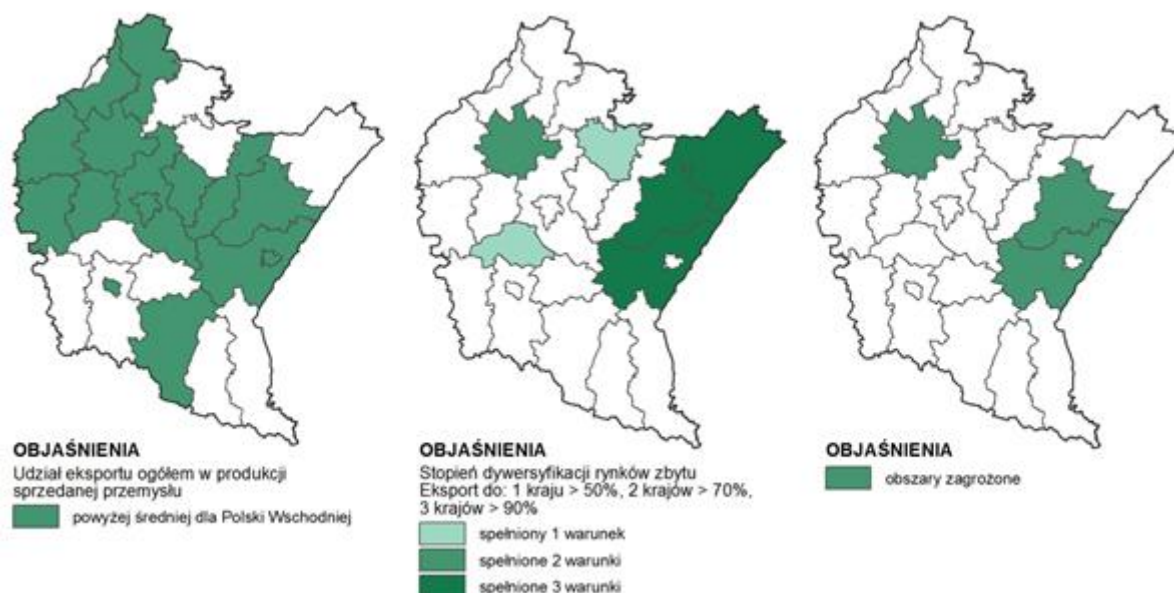 OBJAŚNIENIA
Udział eksportu ogółem w produkcji
sprzedanej przemysłu
powyżej średniej dla Polski Wschodniej
OBJAŚNIENIA
Stopień dywersyfikacji rynków zbytu
Eksport do: 1 kraju > 50%, 2 krajów > 70%,
3 krajów > 90%
spełniony 1 warunek
spełnione 2 warunki
spełnione 3 warunki
OBJAŚNIENIA
obszary zagrożone